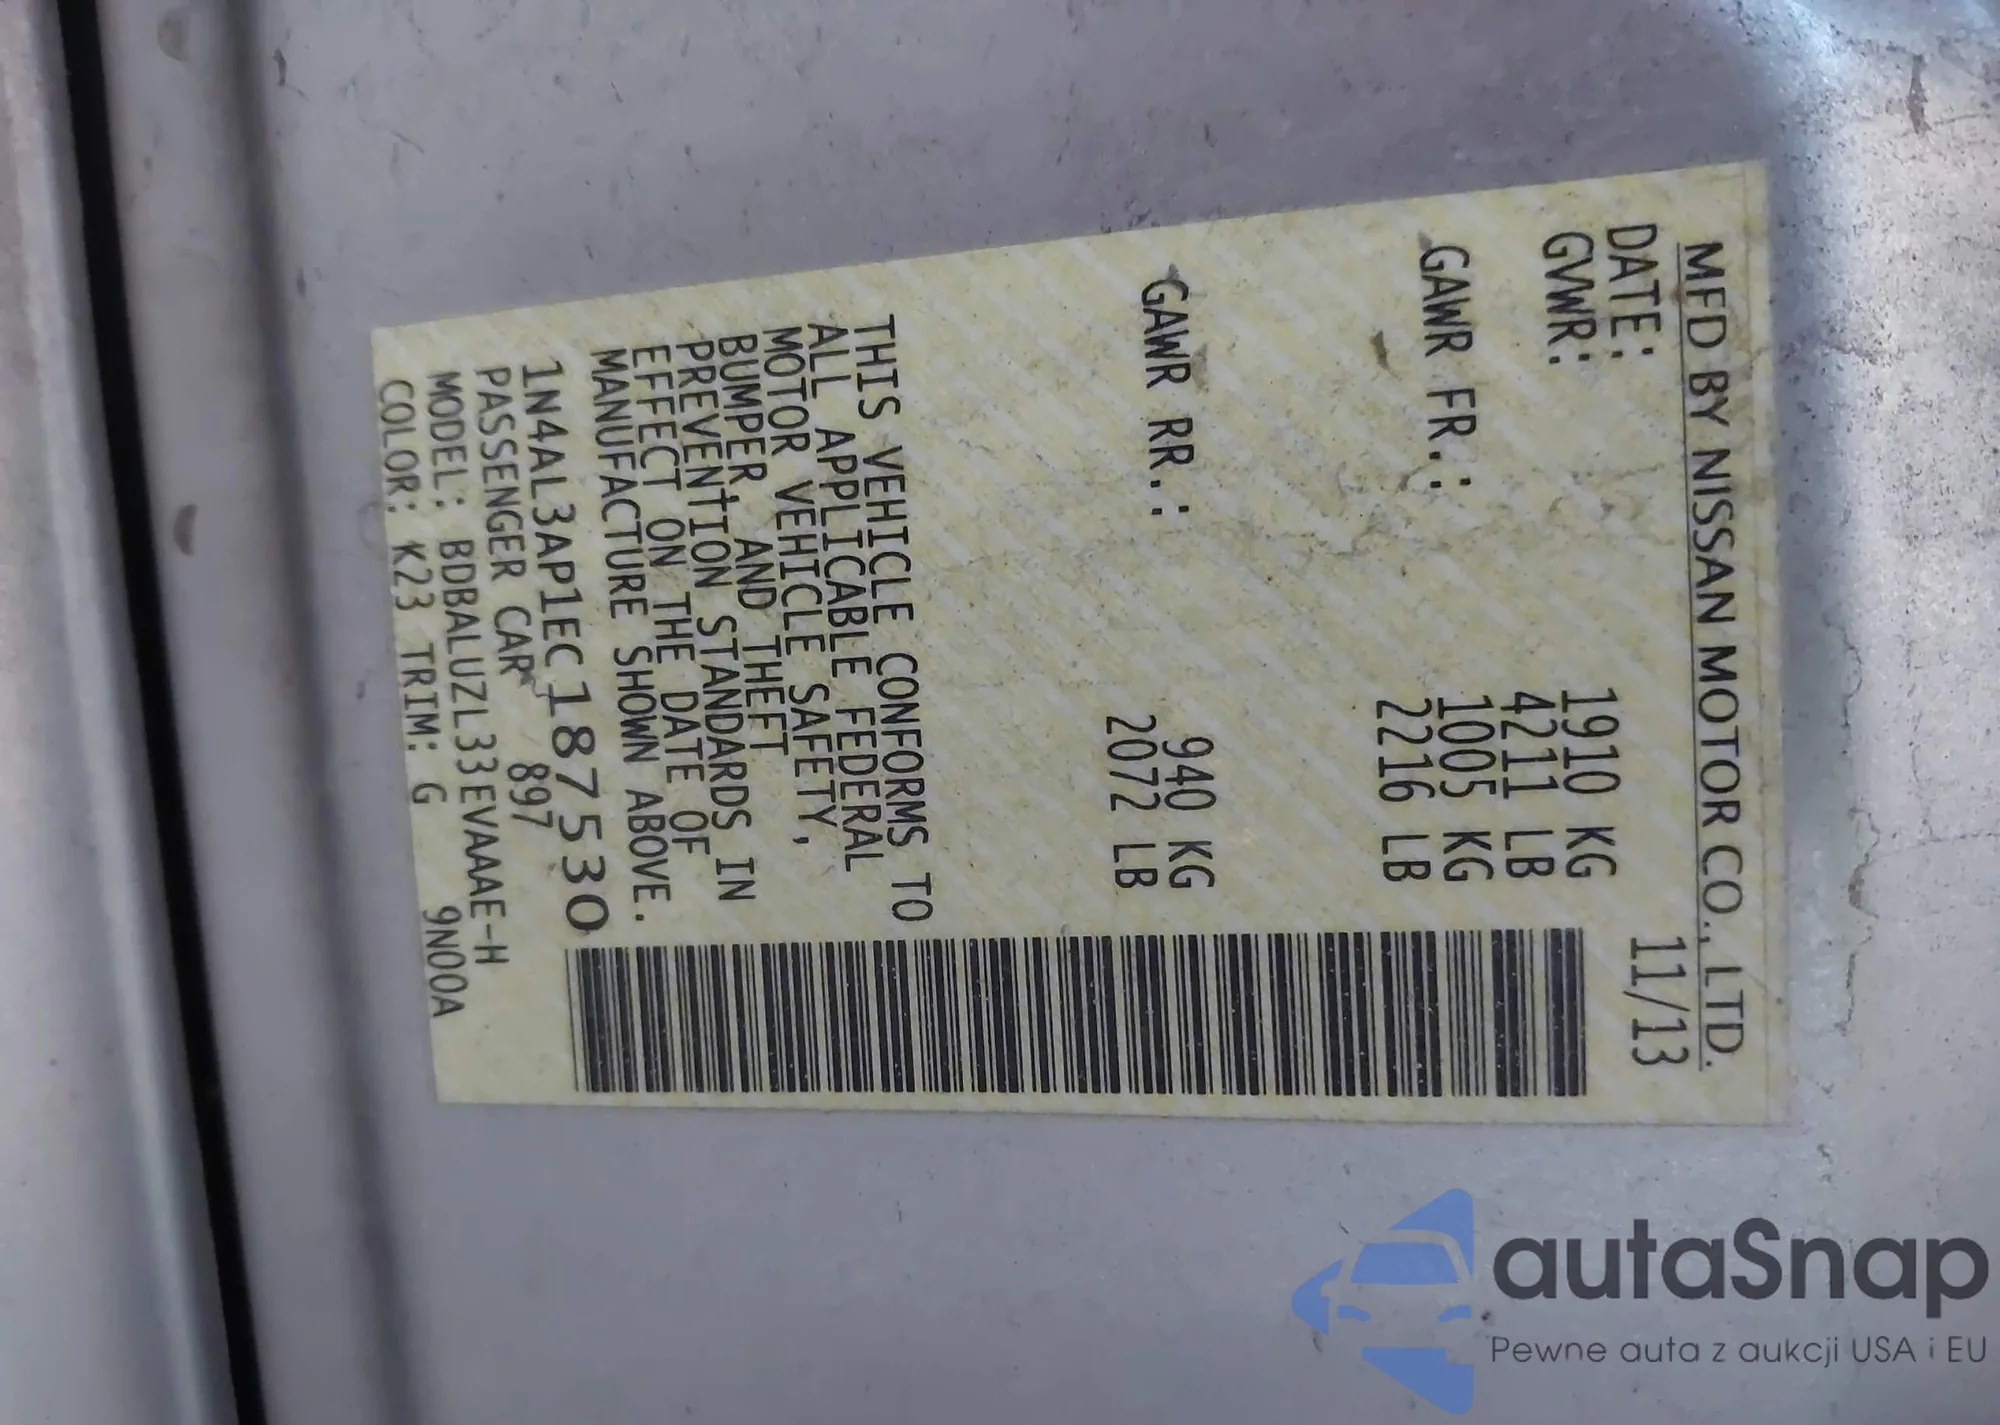 MFD BY NISSAN MOTOR CO., LTD.
DATE: 11/13
GVWR: 1910 KG
4211 LB
GAWR FR.: 1005 KG
2216 LB
GAWR RR.: 940 KG
2072 LB
THIS VEHICLE CONFORMS TO
ALL APPLICABLE FEDERAL
MOTOR VEHICLE SAFETY,
BUMPER, AND THEFT
PREVENTION STANDARDS IN
EFFECT ON THE DATE OF
MANUFACTURE SHOWN ABOVE.
1N4AL3AP1EC187530
PASSENGER CAR 897
MODEL: BDBALUZL33EVAAAE-H
COLOR: K23 TRIM: G 9N00A
autaSnap
Pewne auta z aukcji USA i EU